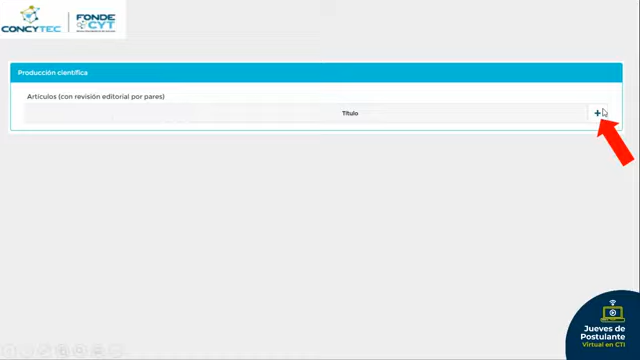 CONCYTEC
FONDE
CYT
Producción científica
Artículos (con revisión editorial por pares)
Título
Jueves de
Postulante
Virtual en CTI